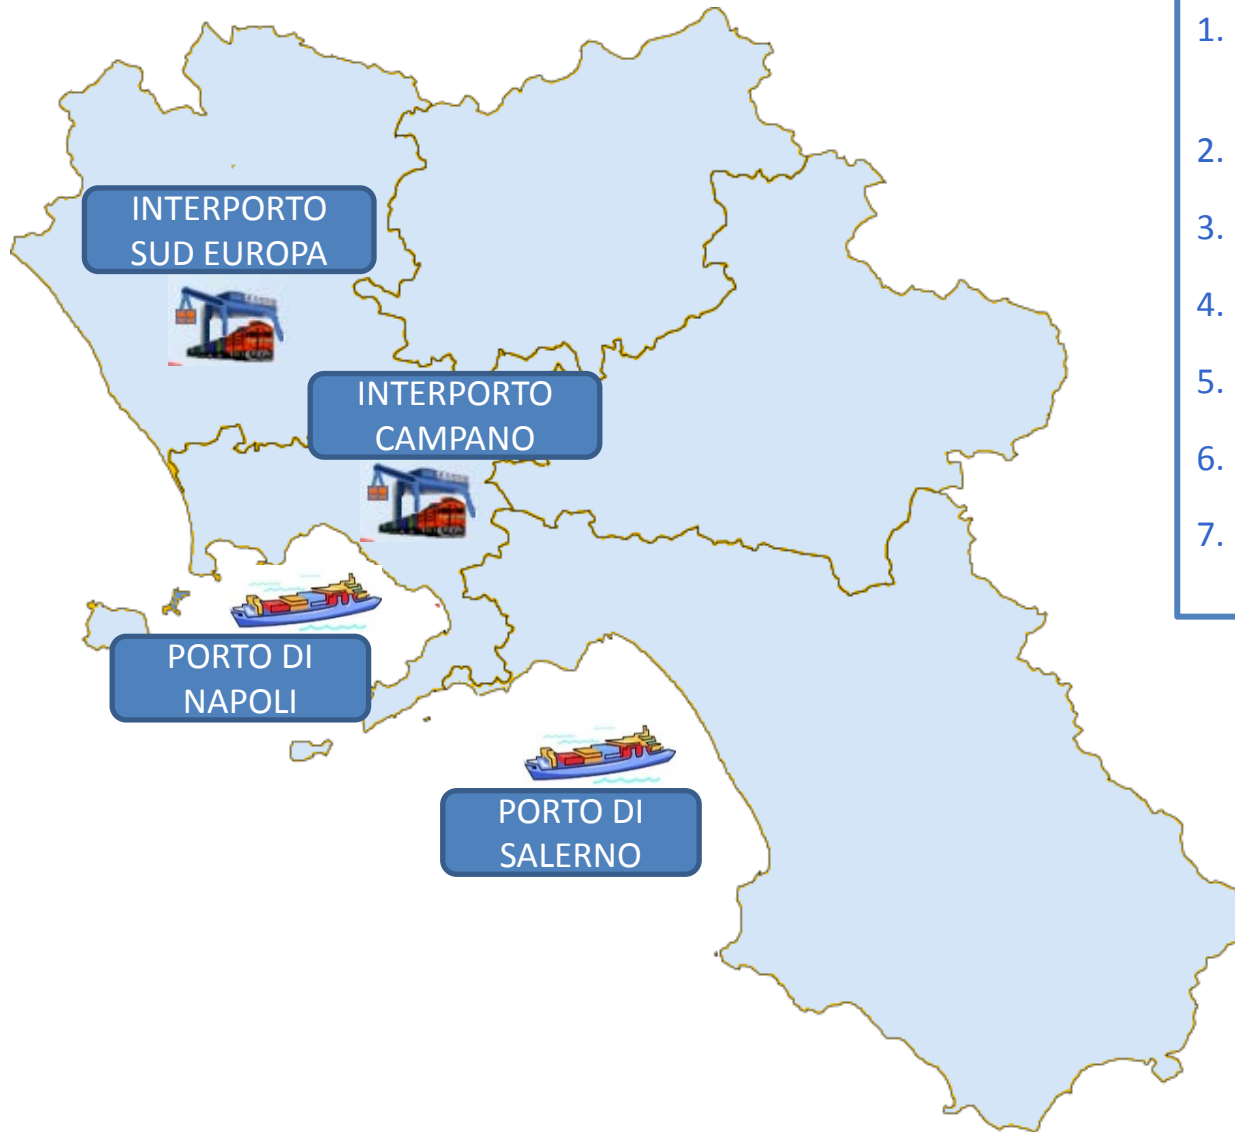 INTERPORTO
SUD EUROPA
INTERPORTO
CAMPANO
PORTO DI
NAPOLI
PORTO DI
SALERNO
1.
2.
3.
4.
5.
6.
7.